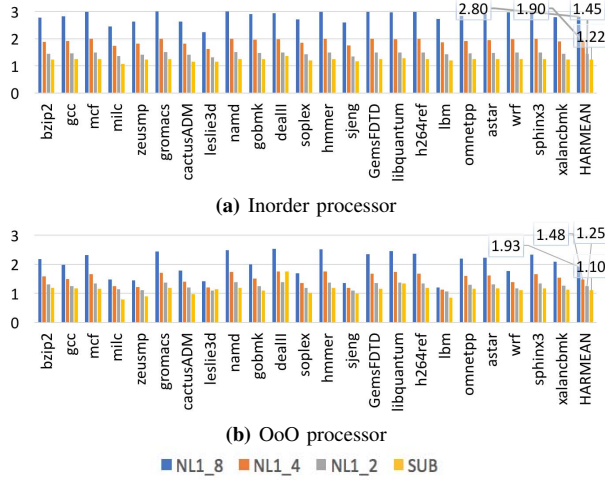 3
2
1
0
2.80
1.90
1.45
1.22
bzip2
gcc
mcf
milc
zeusmp
gromacs
cactusADM
leslie3d
namd
gobmk
dealII
soplex
hmmer
sjeng
GemsFDTD
libquantum
h264ref
lbm
omnetpp
astar
wrf
sphinx3
xalancbmk
HARMEAN
(a) Inorder processor
3
2
1
0
1.93
1.48
1.25
1.10
bzip2
gcc
mcf
milc
zeusmp
gromacs
cactusADM
leslie3d
namd
gobmk
dealII
soplex
hmmer
sjeng
GemsFDTD
libquantum
h264ref
lbm
omnetpp
astar
wrf
sphinx3
xalancbmk
HARMEAN
(b) OoO processor
NL1_8 NL1_4 NL1_2 SUB